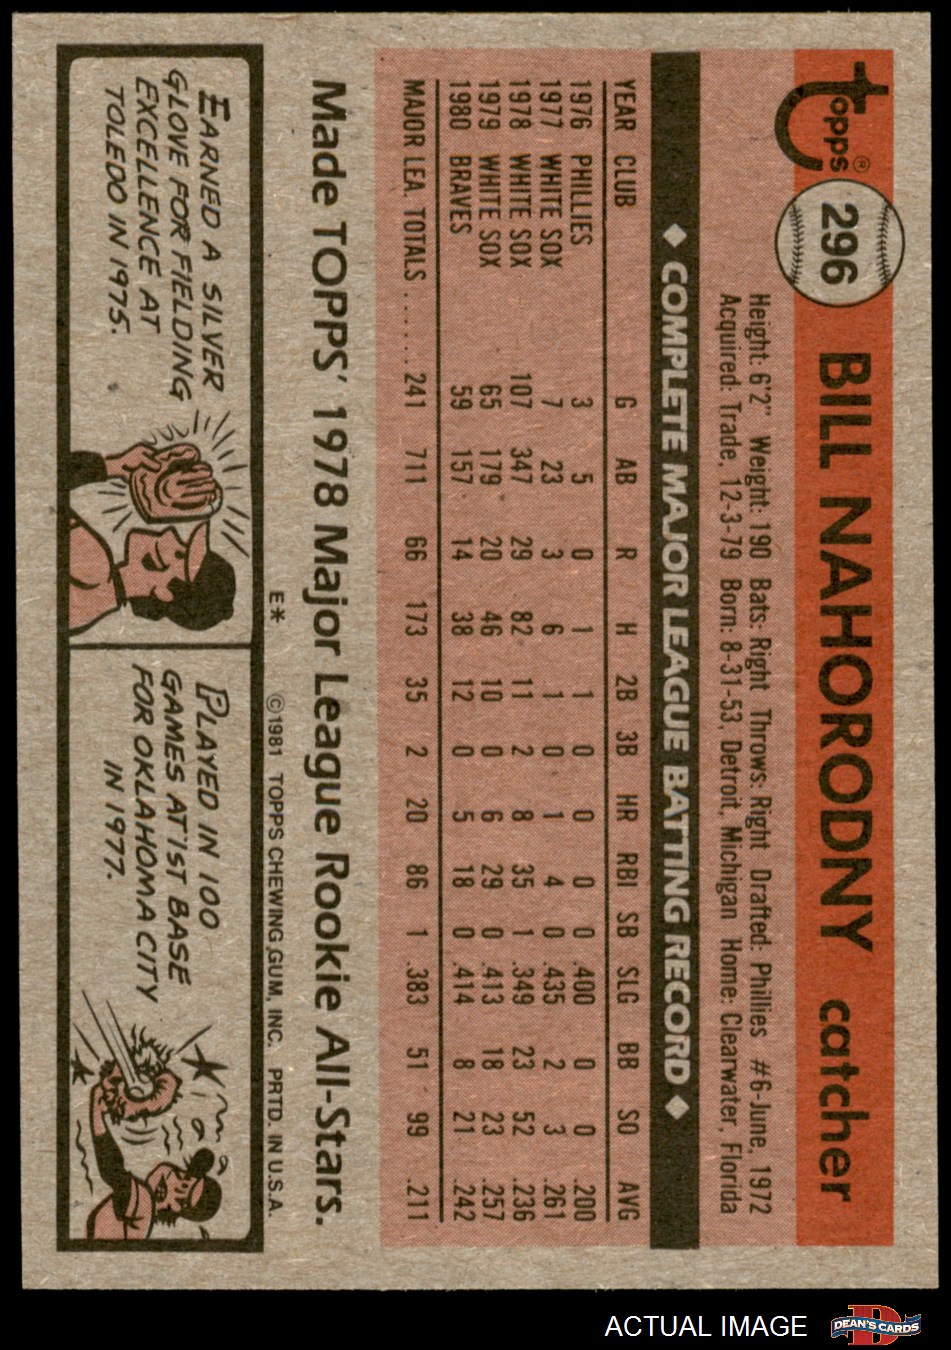 topps®
296 BILL NAHORODNY catcher
Height: 6'2" Weight: 190 Bats: Right Throws: Right Drafted: Phillies #6-June, 1972
Acquired: Trade, 12-3-79 Born: 8-31-53, Detroit, Michigan Home: Clearwater, Florida
◆ COMPLETE MAJOR LEAGUE BATTING RECORD ◆
YEAR CLUB G AB R H 2B 3B HR RBI SB SLG BB SO AVG
1976 PHILLIES 3 5 0 1 1 0 0 0 0 .400 0 0 .200
1977 WHITE SOX 7 23 3 6 1 0 1 4 0 .435 2 3 .261
1978 WHITE SOX 107 347 29 82 11 2 8 35 1 .349 23 52 .236
1979 WHITE SOX 65 179 20 46 10 0 6 29 0 .413 18 23 .257
1980 BRAVES 59 157 14 38 12 0 5 18 0 .414 8 21 .242
MAJOR LEA. TOTALS ...... 241 711 66 173 35 2 20 86 1 .383 51 99 .211
Made TOPPS' 1978 Major League Rookie All-Stars.
E* ©1981 TOPPS CHEWING GUM, INC. PRTD. IN U.S.A.
EARNED A SILVER
GLOVE FOR FIELDING
EXCELLENCE AT
TOLEDO IN 1975.
PLAYED IN 100
GAMES AT 1ST BASE
FOR OKLAHOMA CITY
IN 1977.
ACTUAL IMAGE
D
DEAN'S CARDS